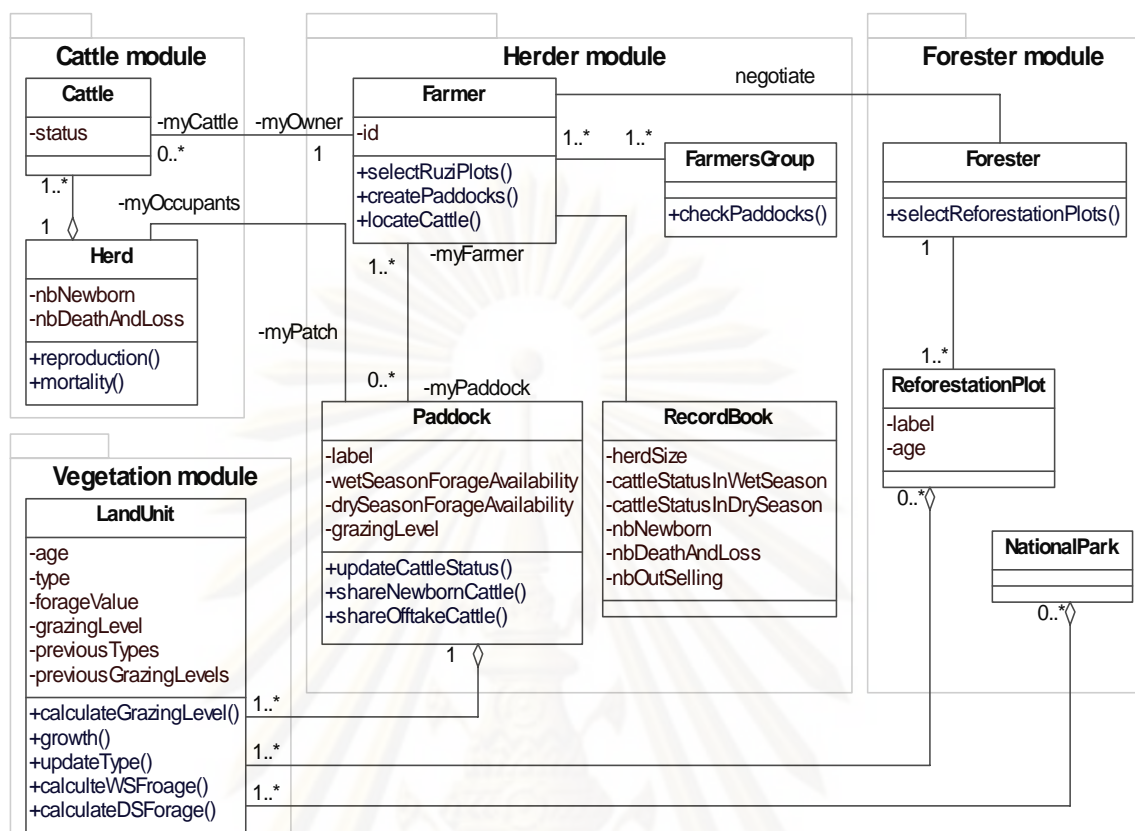 Cattle module
Cattle
-status
-myCattle
0..*
-myOwner
1
1..*
1
Herd
-nbNewborn
-nbDeathAndLoss
+reproduction()
+mortality()
-myOccupants
-myPatch
Herder module
Farmer
-id
+selectRuziPlots()
+createPaddocks()
+locateCattle()
1..*
1..*
FarmersGroup
+checkPaddocks()
-myFarmer
1..*
0..*
-myPaddock
Paddock
-label
-wetSeasonForageAvailability
-drySeasonForageAvailability
-grazingLevel
+updateCattleStatus()
+shareNewbornCattle()
+shareOfftakeCattle()
1
RecordBook
-herdSize
-cattleStatusInWetSeason
-cattleStatusInDrySeason
-nbNewborn
-nbDeathAndLoss
-nbOutSelling
negotiate
Forester module
Forester
+selectReforestationPlots()
1
1..*
ReforestationPlot
-label
-age
0..*
NationalPark
0..*
Vegetation module
LandUnit
-age
-type
-forageValue
-grazingLevel
-previousTypes
-previousGrazingLevels
+calculateGrazingLevel()
+growth()
+updateType()
+calculteWSFroage()
+calculateDSForage()
1..*
1..*
1..*